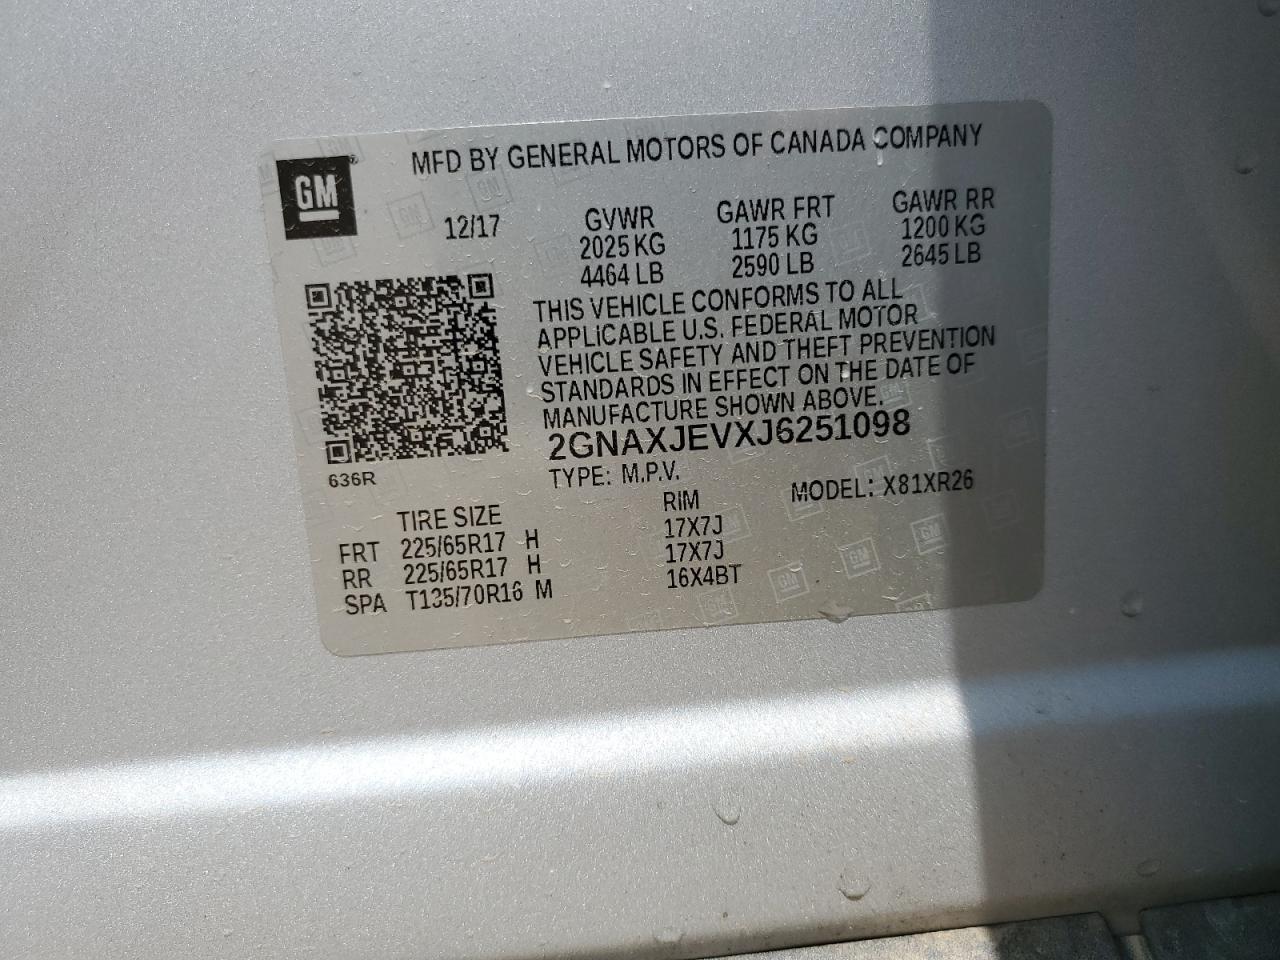 MFD BY GENERAL MOTORS OF CANADA COMPANY
GM®
12/17 GVWR GAWR FRT GAWR RR
2025 KG 1175 KG 1200 KG
4464 LB 2590 LB 2645 LB
THIS VEHICLE CONFORMS TO ALL
APPLICABLE U.S. FEDERAL MOTOR
VEHICLE SAFETY AND THEFT PREVENTION
STANDARDS IN EFFECT ON THE DATE OF
MANUFACTURE SHOWN ABOVE.
2GNAXJEVXJ6251098
636R
TYPE: M.P.V. MODEL: X81XR26
TIRE SIZE RIM
FRT 225/65R17 H 17X7J
RR 225/65R17 H 17X7J
SPA T135/70R16 M 16X4BT